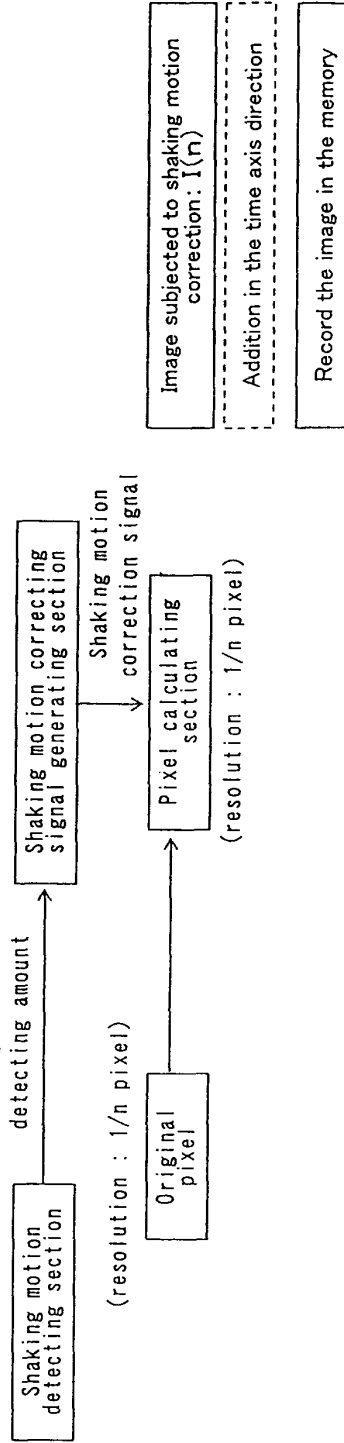 Shaking motion
detecting section
detecting amount
Shaking motion correcting
signal generating section
(resolution : 1/n pixel)
Shaking motion
correction signal
Original
pixel
Pixel calculating
section
(resolution : 1/n pixel)
Image subjected to shaking motion
correction: I(n)
Addition in the time axis direction
Record the image in the memory